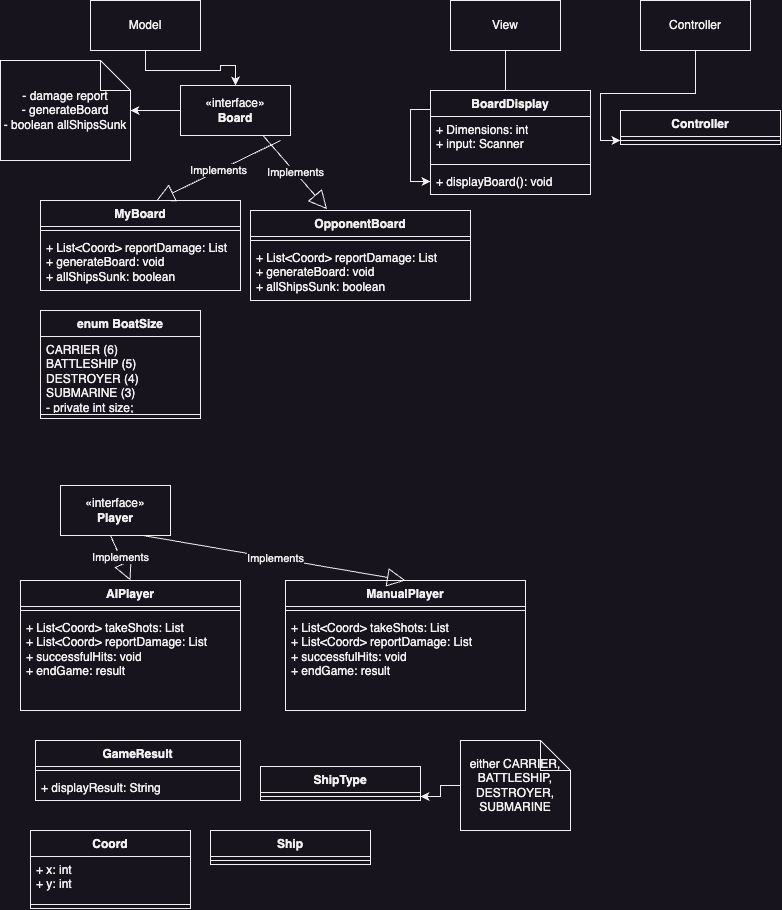 Model
View
Controller
- damage report
- generateBoard
- boolean allShipsSunk
«interface»
Board
BoardDisplay
+ Dimensions: int
+ input: Scanner
+ displayBoard(): void
Controller
Implements
Implements
MyBoard
+ List<Coord> reportDamage: List
+ generateBoard: void
+ allShipsSunk: boolean
OpponentBoard
+ List<Coord> reportDamage: List
+ generateBoard: void
+ allShipsSunk: boolean
enum BoatSize
CARRIER (6)
BATTLESHIP (5)
DESTROYER (4)
SUBMARINE (3)
- private int size;
«interface»
Player
Implements
Implements
AIPlayer
+ List<Coord> takeShots: List
+ List<Coord> reportDamage: List
+ successfulHits: void
+ endGame: result
ManualPlayer
+ List<Coord> takeShots: List
+ List<Coord> reportDamage: List
+ successfulHits: void
+ endGame: result
GameResult
+ displayResult: String
ShipType
either CARRIER,
BATTLESHIP,
DESTROYER,
SUBMARINE
Coord
+ x: int
+ y: int
Ship